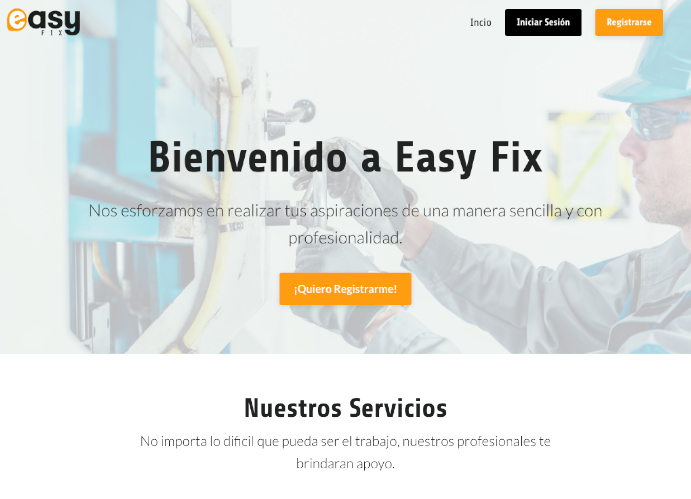 easy
FIX
Incio
Iniciar Sesión
Registrarse
Bienvenido a Easy Fix
Nos esforzamos en realizar tus aspiraciones de una manera sencilla y con
profesionalidad.
¡Quiero Registrarme!
Nuestros Servicios
No importa lo dificil que pueda ser el trabajo, nuestros profesionales te
brindaran apoyo.